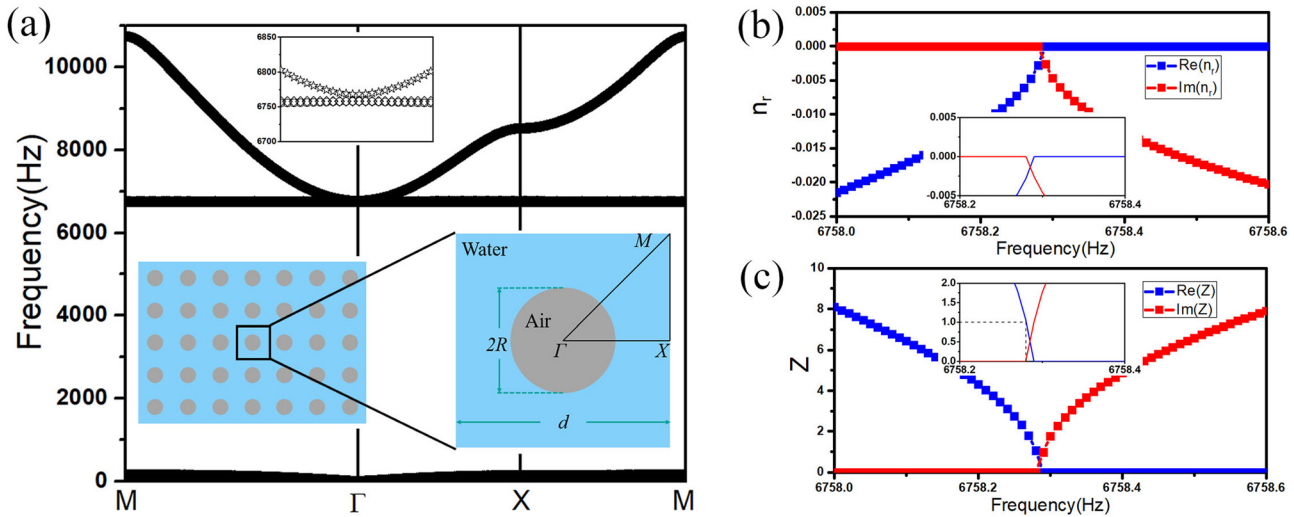 (a)
Frequency(Hz)
10000
8000
6000
4000
2000
0
M
Γ
X
M
6850
6800
6750
6700
Water
Air
2R
d
M
Γ
X
(b)
n_r
0.005
0.000
-0.005
-0.010
-0.015
-0.020
-0.025
6758.0
6758.2
6758.4
6758.6
Frequency(Hz)
Re(n_r)
Im(n_r)
0.005
0.000
-0.005
6758.2
6758.4
(c)
Z
10
8
6
4
2
0
6758.0
6758.2
6758.4
6758.6
Frequency(Hz)
Re(Z)
Im(Z)
2.0
1.5
1.0
0.5
0.0
6758.2
6758.4